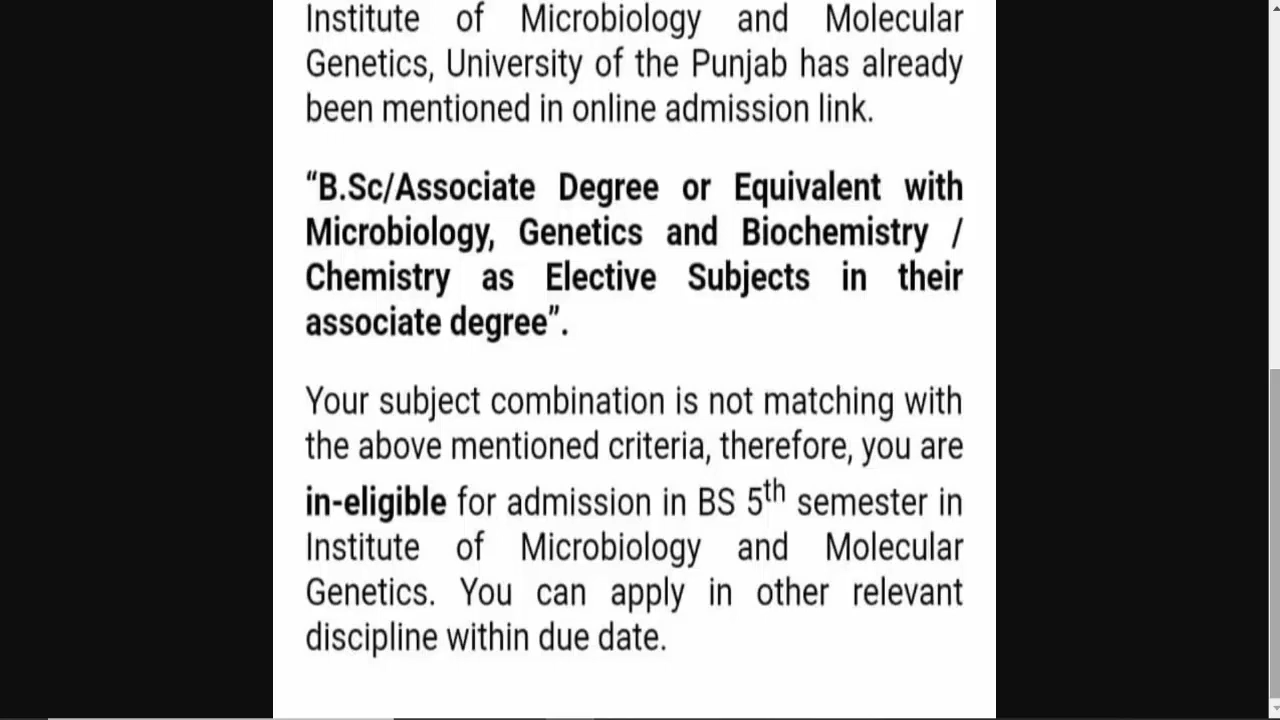 Institute of Microbiology and Molecular
Genetics, University of the Punjab has already
been mentioned in online admission link.
“B.Sc/Associate Degree or Equivalent with
Microbiology, Genetics and Biochemistry /
Chemistry as Elective Subjects in their
associate degree”.
Your subject combination is not matching with
the above mentioned criteria, therefore, you are
in-eligible for admission in BS 5th semester in
Institute of Microbiology and Molecular
Genetics. You can apply in other relevant
discipline within due date.